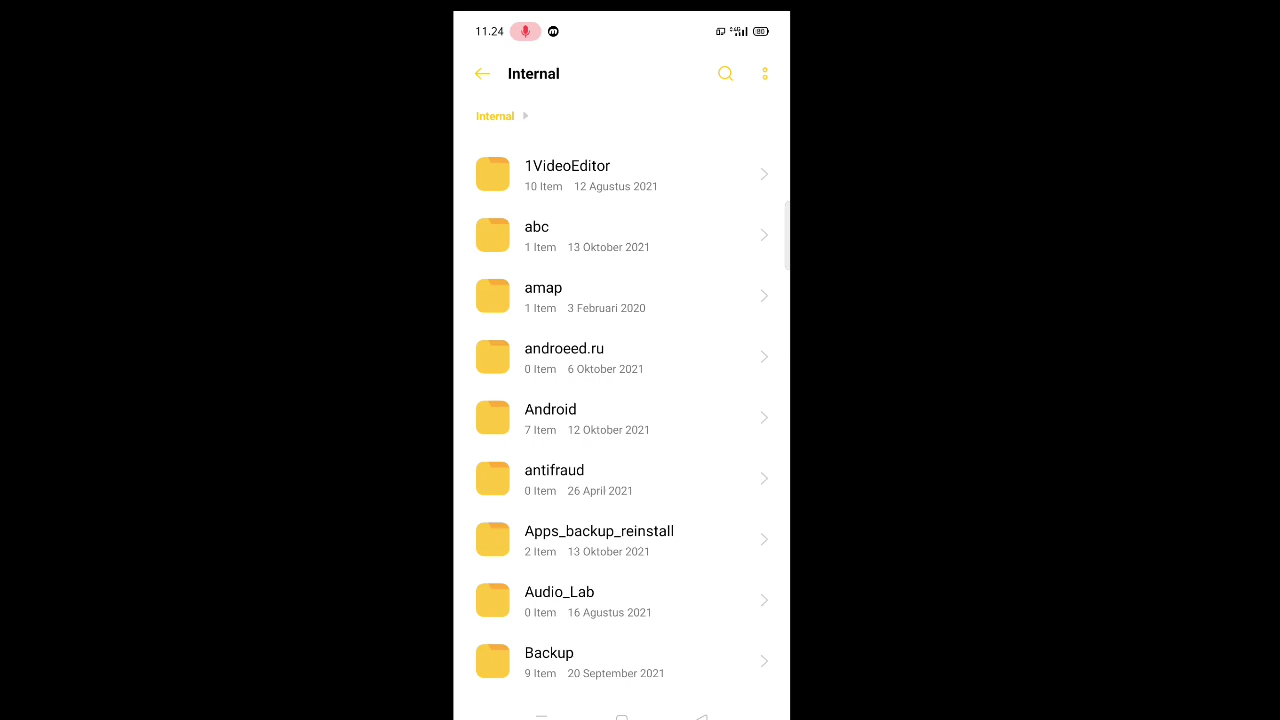 11.24
80
Internal
Internal
1VideoEditor
10 Item 12 Agustus 2021
abc
1 Item 13 Oktober 2021
amap
1 Item 3 Februari 2020
androeed.ru
0 Item 6 Oktober 2021
Android
7 Item 12 Oktober 2021
antifraud
0 Item 26 April 2021
Apps_backup_reinstall
2 Item 13 Oktober 2021
Audio_Lab
0 Item 16 Agustus 2021
Backup
9 Item 20 September 2021